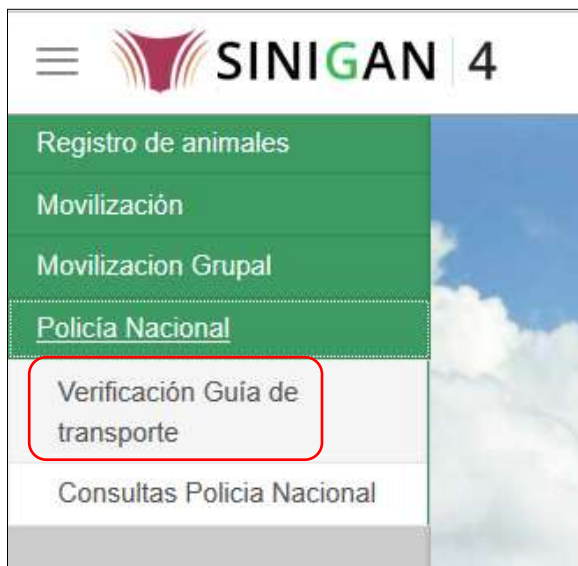 SINIGAN 4
Registro de animales
Movilización
Movilizacion Grupal
Policía Nacional
Verificación Guía de
transporte
Consultas Policia Nacional